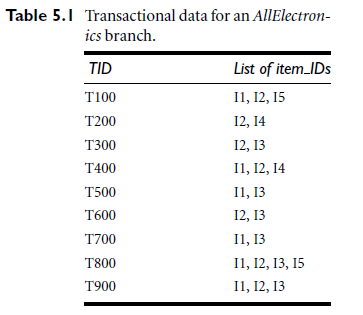 Table 5.1 Transactional data for an AllElectron-
ics branch.
TID List of item_IDs
T100 I1, I2, I5
T200 I2, I4
T300 I2, I3
T400 I1, I2, I4
T500 I1, I3
T600 I2, I3
T700 I1, I3
T800 I1, I2, I3, I5
T900 I1, I2, I3